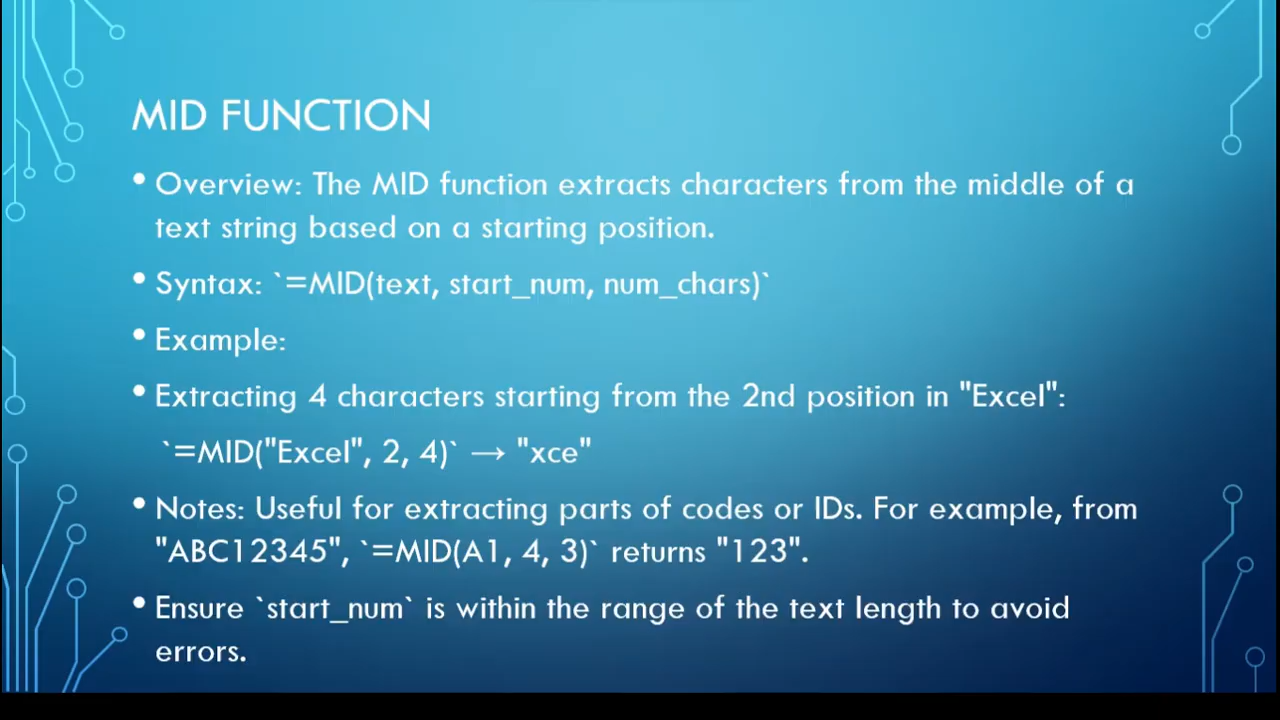 MID FUNCTION
• Overview: The MID function extracts characters from the middle of a
text string based on a starting position.
• Syntax: `=MID(text, start_num, num_chars)`
• Example:
• Extracting 4 characters starting from the 2nd position in "Excel":
`=MID("Excel", 2, 4)` → "xce"
• Notes: Useful for extracting parts of codes or IDs. For example, from
"ABC12345", `=MID(A1, 4, 3)` returns "123".
• Ensure `start_num` is within the range of the text length to avoid
errors.